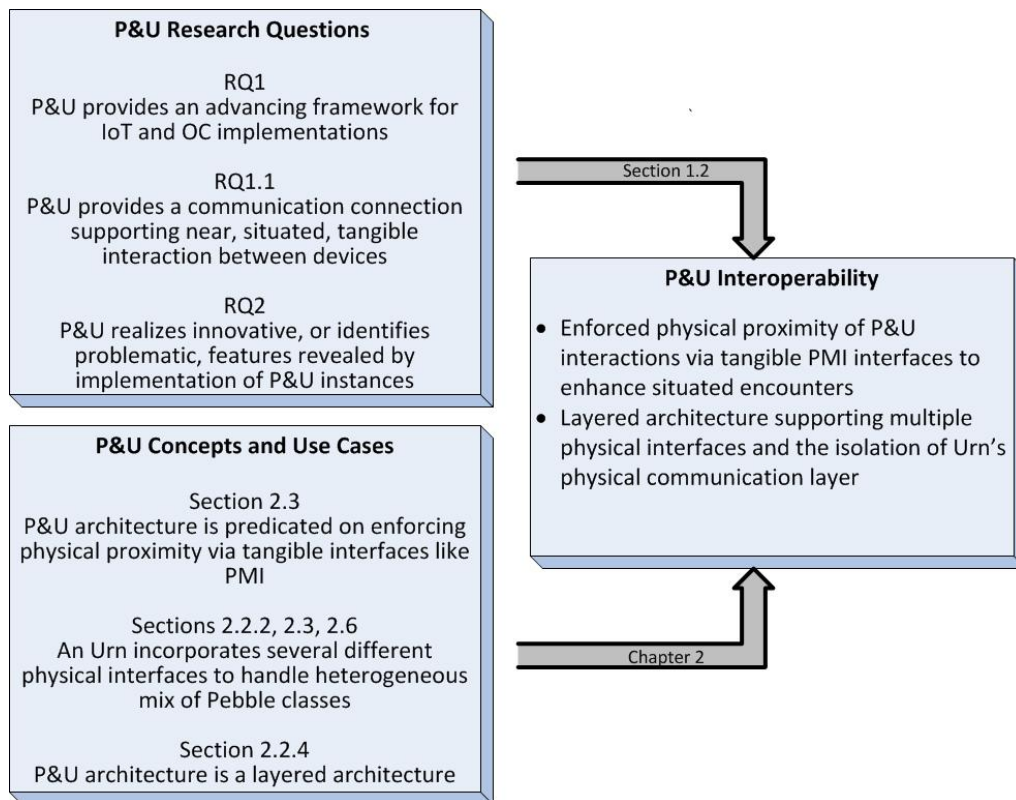 P&U Research Questions
RQ1
P&U provides an advancing framework for
IoT and OC implementations
RQ1.1
P&U provides a communication connection
supporting near, situated, tangible
interaction between devices
RQ2
P&U realizes innovative, or identifies
problematic, features revealed by
implementation of P&U instances
P&U Concepts and Use Cases
Section 2.3
P&U architecture is predicated on enforcing
physical proximity via tangible interfaces like
PMI
Sections 2.2.2, 2.3, 2.6
An Urn incorporates several different
physical interfaces to handle heterogeneous
mix of Pebble classes
Section 2.2.4
P&U architecture is a layered architecture
Section 1.2
P&U Interoperability
• Enforced physical proximity of P&U
interactions via tangible PMI interfaces to
enhance situated encounters
• Layered architecture supporting multiple
physical interfaces and the isolation of Urn's
physical communication layer
Chapter 2